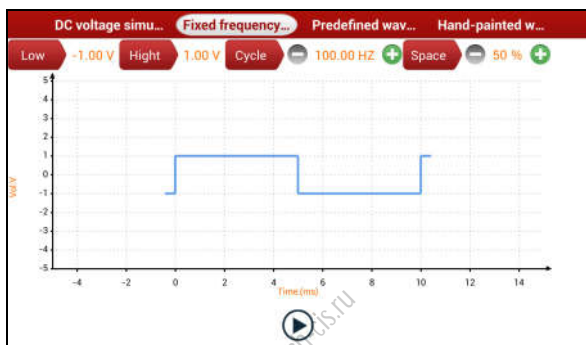 DC voltage simu... Fixed frequency... Predefined wav... Hand-painted w...
Low -1.00 V Hight 1.00 V Cycle 100.00 HZ Space 50 %
5
4
3
2
1
0
-1
-2
-3
-4
-5
Vol.V
-4 -2 0 2 4 6 8 10 12 14
Time.(ms)